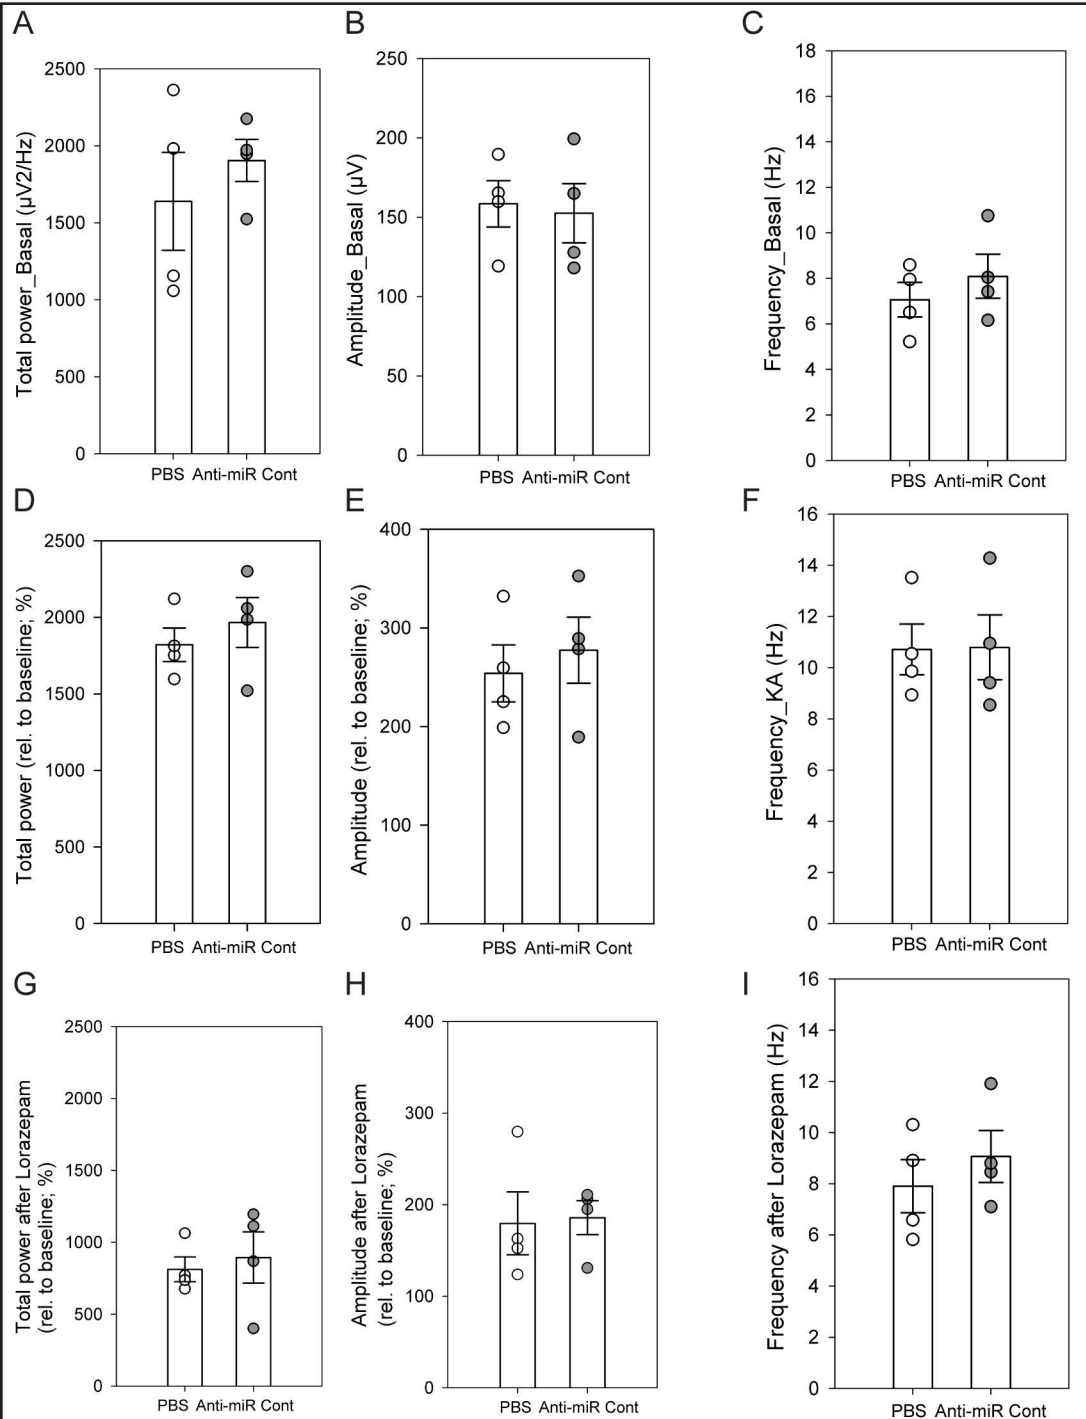 A
Total power_Basal (µV2/Hz)
2500
2000
1500
1000
500
0
PBS Anti-miR Cont
B
Amplitude_Basal (µV)
250
200
150
100
50
0
PBS Anti-miR Cont
C
Frequency_Basal (Hz)
18
16
14
12
10
8
6
4
2
0
PBS Anti-miR Cont
D
Total power (rel. to baseline; %)
2500
2000
1500
1000
500
0
PBS Anti-miR Cont
E
Amplitude (rel. to baseline; %)
400
300
200
100
0
PBS Anti-miR Cont
F
Frequency_KA (Hz)
16
14
12
10
8
6
4
2
0
PBS Anti-miR Cont
G
Total power after Lorazepam
(rel. to baseline; %)
2500
2000
1500
1000
500
0
PBS Anti-miR Cont
H
Amplitude after Lorazepam
(rel. to baseline; %)
400
300
200
100
0
PBS Anti-miR Cont
I
Frequency after Lorazepam (Hz)
16
14
12
10
8
6
4
2
0
PBS Anti-miR Cont